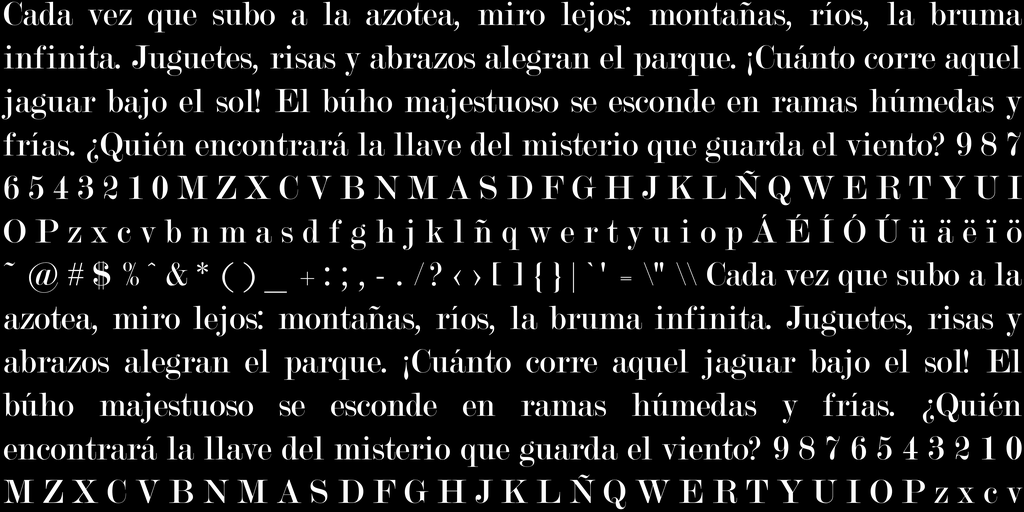 Cada vez que subo a la azotea, miro lejos: montañas, ríos, la bruma
infinita. Juguetes, risas y abrazos alegran el parque. ¡Cuánto corre aquel
jaguar bajo el sol! El búho majestuoso se esconde en ramas húmedas y
frías. ¿Quién encontrará la llave del misterio que guarda el viento? 9 8 7
6 5 4 3 2 1 0 M Z X C V B N M A S D F G H J K L Ñ Q W E R T Y U I
O P z x c v b n m a s d f g h j k l ñ q w e r t y u i o p Á É Í Ó Ú ü ä ë ï ö
~ @ # $ % ^ & * ( ) _ + : ; , - . / ? ‹ › [ ] { } | ` ' = \" \\ Cada vez que subo a la
azotea, miro lejos: montañas, ríos, la bruma infinita. Juguetes, risas y
abrazos alegran el parque. ¡Cuánto corre aquel jaguar bajo el sol! El
búho majestuoso se esconde en ramas húmedas y frías. ¿Quién
encontrará la llave del misterio que guarda el viento? 9 8 7 6 5 4 3 2 1 0
M Z X C V B N M A S D F G H J K L Ñ Q W E R T Y U I O P z x c v